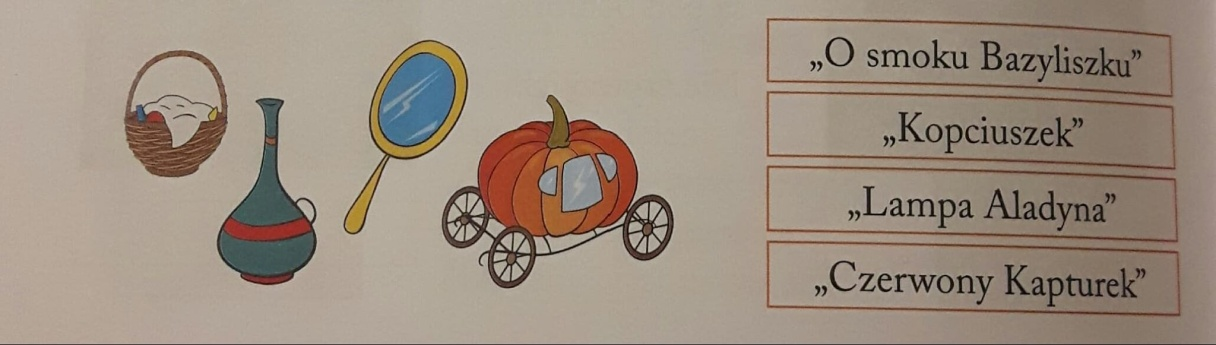 „O smoku Bazyliszku”
„Kopciuszek”
„Lampa Aladyna”
„Czerwony Kapturek”